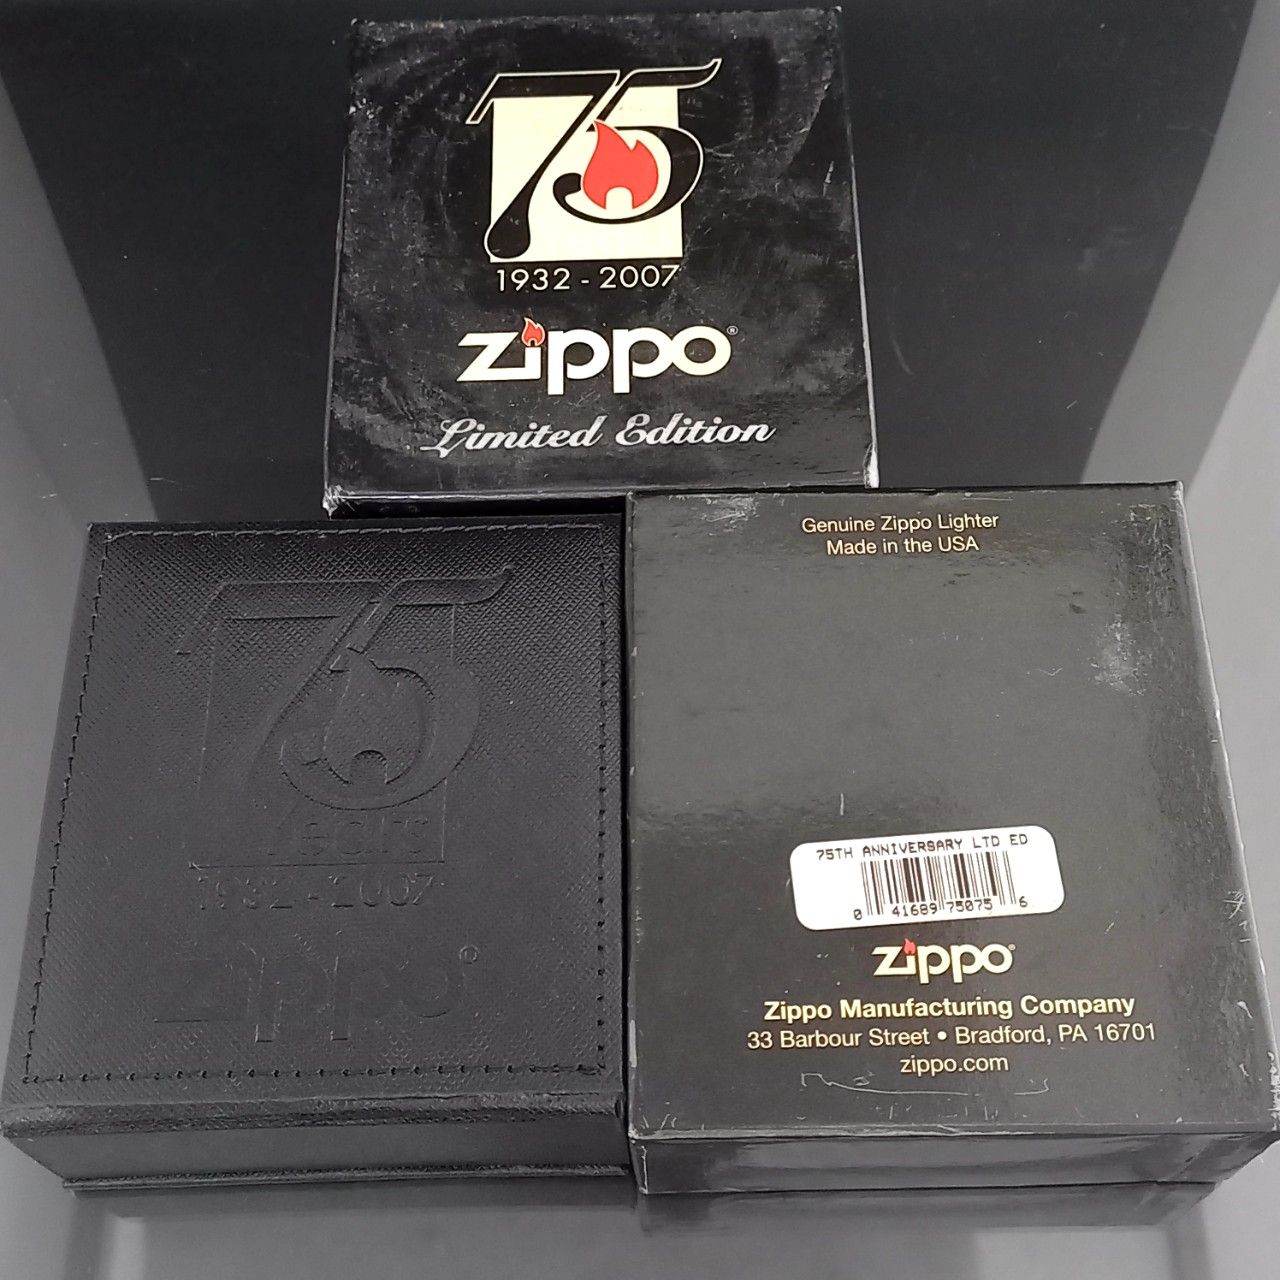 75
1932 - 2007
zippo®
Limited Edition
75
Years
1932 - 2007
zippo®
Genuine Zippo Lighter
Made in the USA
75TH ANNIVERSARY LTD ED
0 41689 75075 6
zippo®
Zippo Manufacturing Company
33 Barbour Street • Bradford, PA 16701
zippo.com